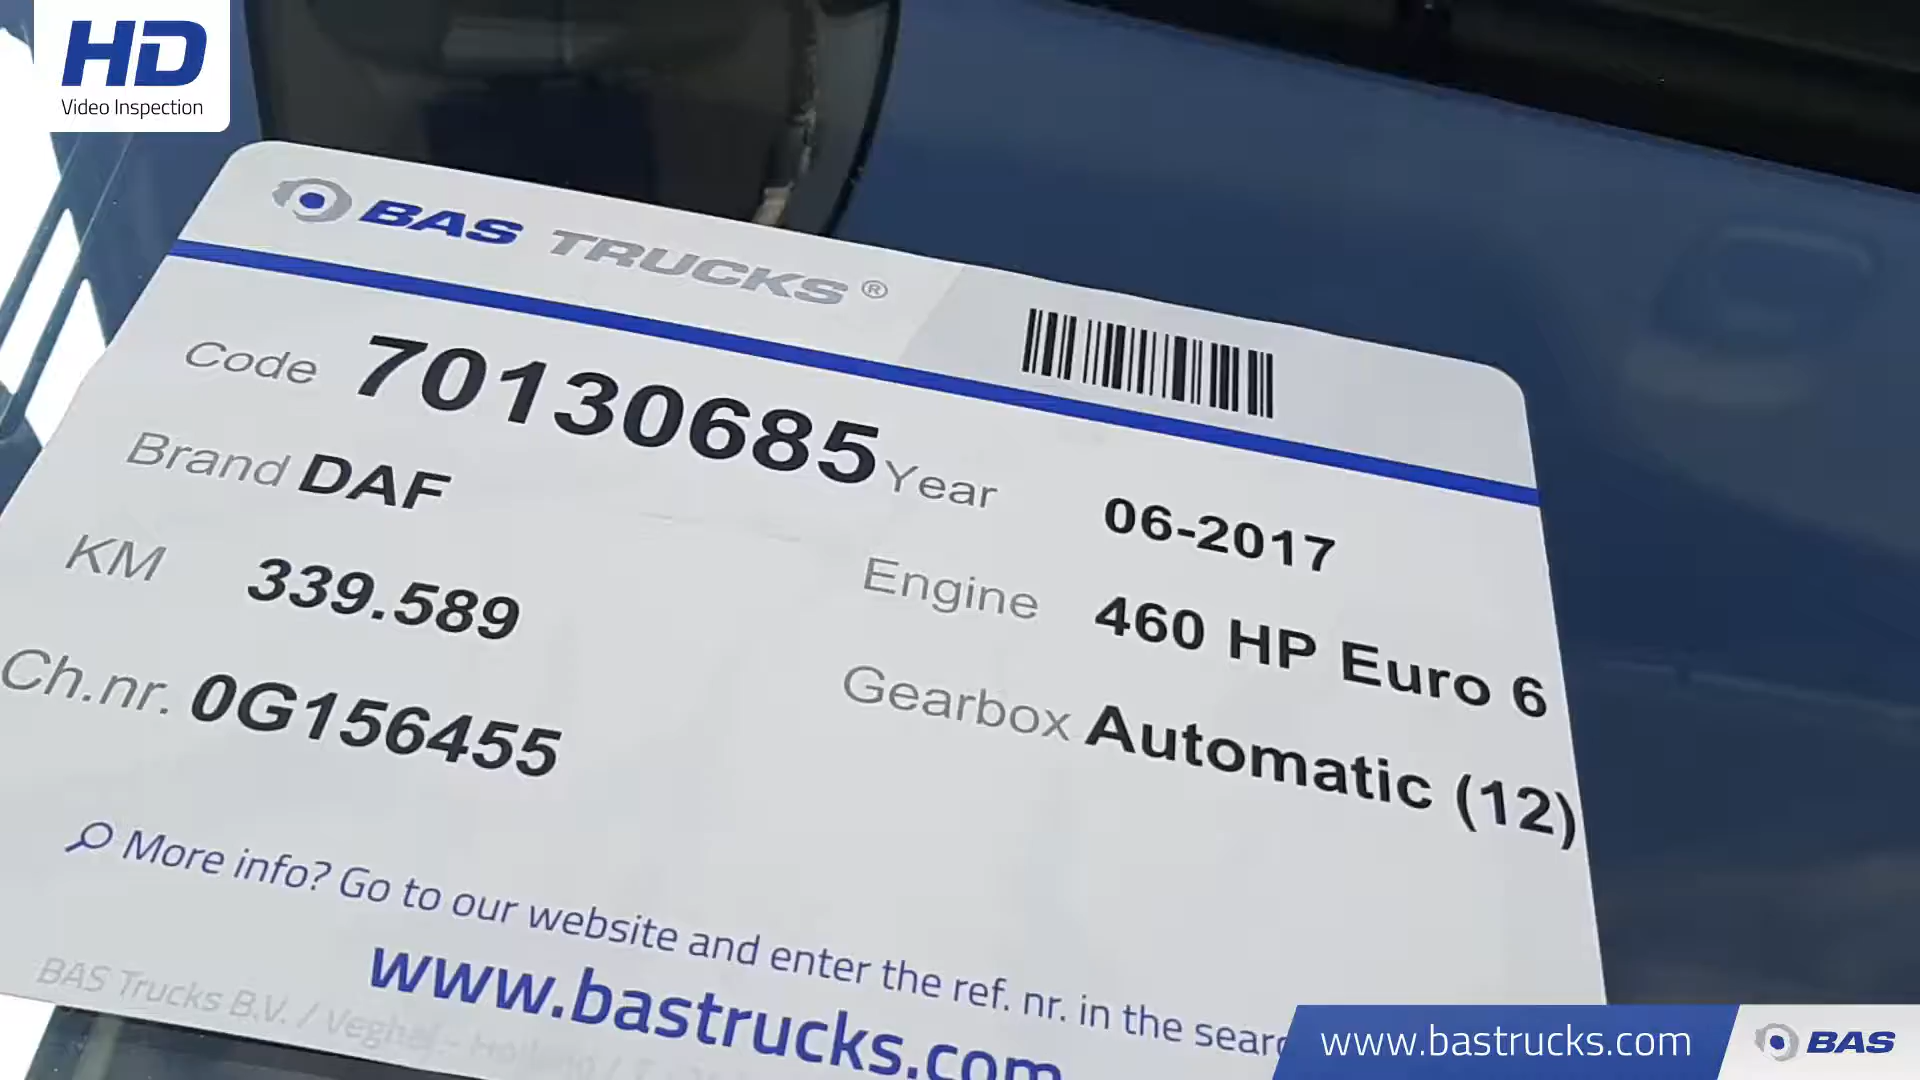 HD
Video Inspection
BAS TRUCKS®
Code 70130685
Brand DAF
KM 339.589
Ch.nr. 0G156455
Year 06-2017
Engine 460 HP Euro 6
Gearbox Automatic (12)
More info? Go to our website and enter the ref. nr. in the searc
www.bastrucks.com
BAS Trucks B.V. / Veghel - Holland /
www.bastrucks.com
BAS